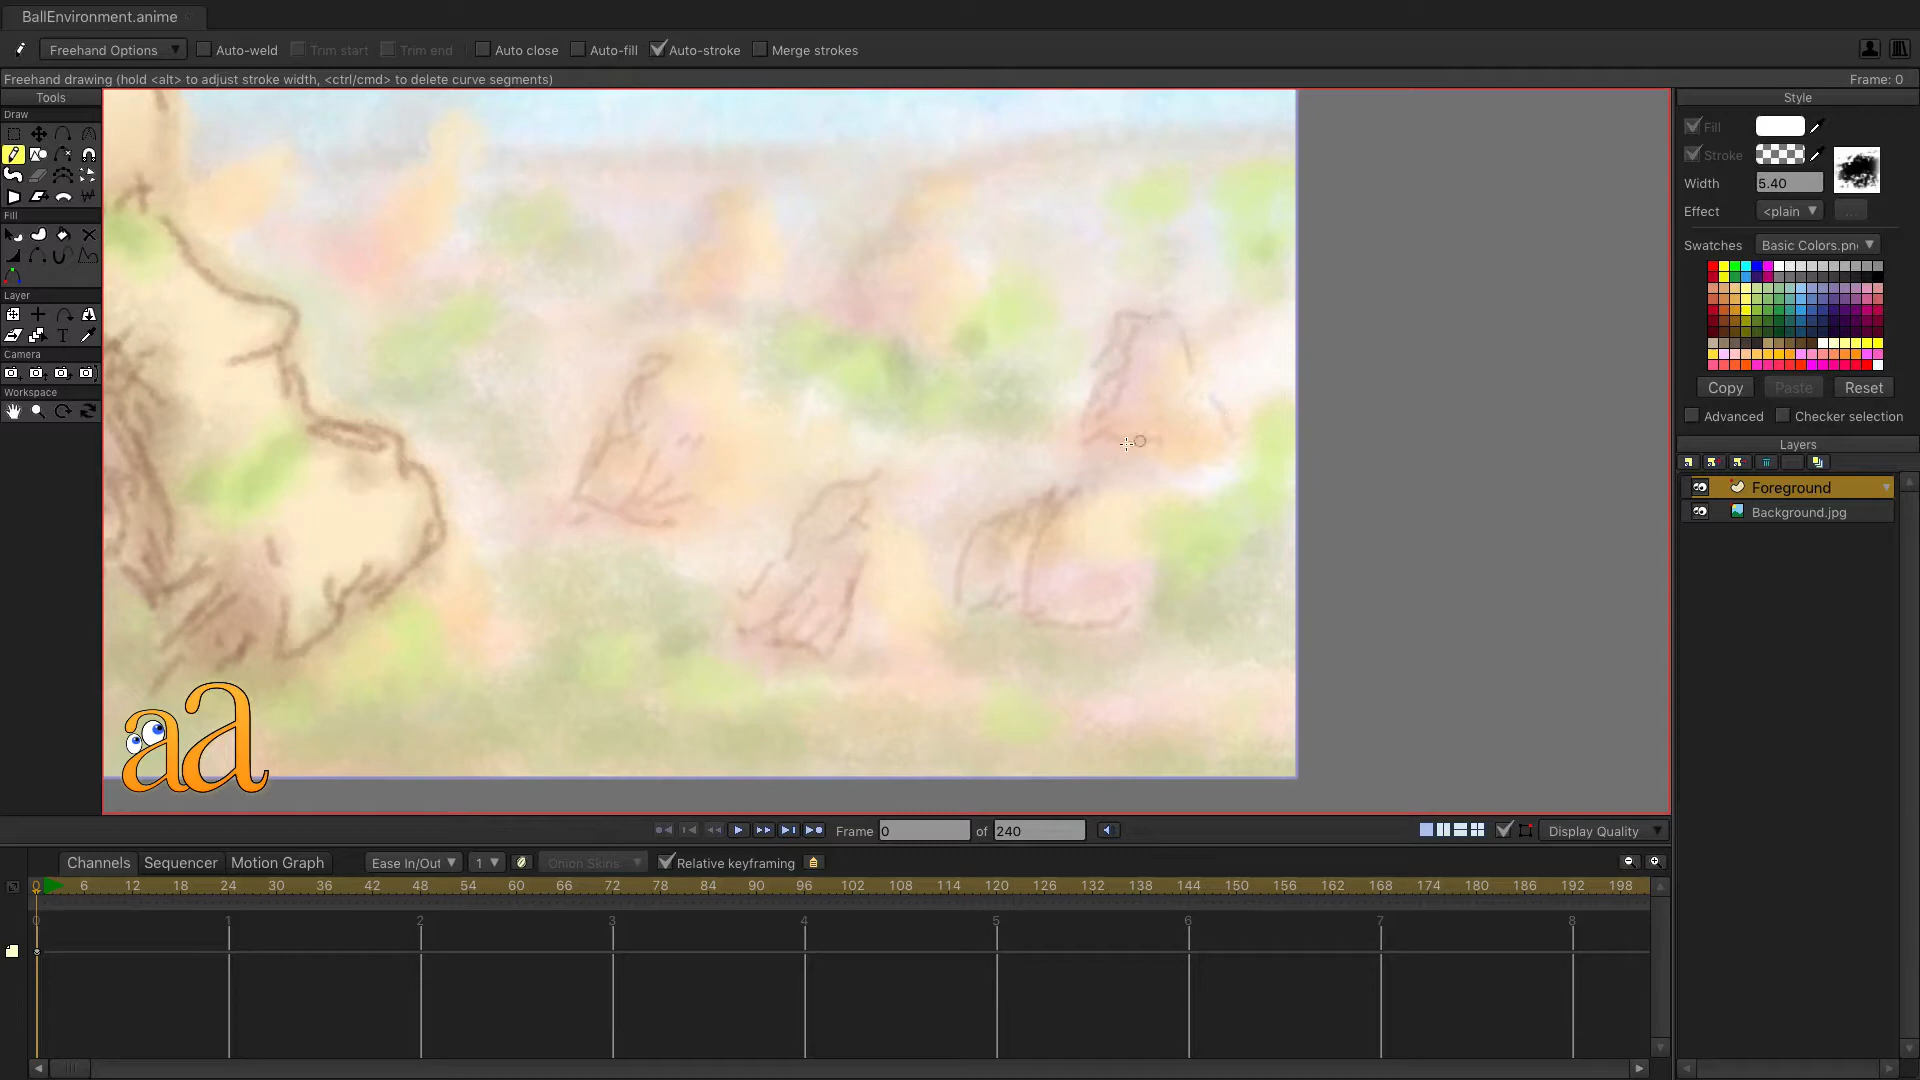 BallEnvironment.anime
Freehand Options Auto-weld Trim start Trim end Auto close Auto-fill Auto-stroke Merge strokes
Freehand drawing (hold <alt> to adjust stroke width, <ctrl/cmd> to delete curve segments) Frame: 0
Tools
Draw
Fill
Layer
Camera
Workspace
aa
Style
Fill
Stroke
Width 5.40
Effect <plain ...
Swatches Basic Colors.pn
Copy Paste Reset
Advanced Checker selection
Layers
Foreground
Background.jpg
Frame 0 of 240 Display Quality
Channels Sequencer Motion Graph Ease In/Out 1 Onion Skins Relative keyframing
0 6 12 18 24 30 36 42 48 54 60 66 72 78 84 90 96 102 108 114 120 126 132 138 144 150 156 162 168 174 180 186 192 198
0 1 2 3 4 5 6 7 8